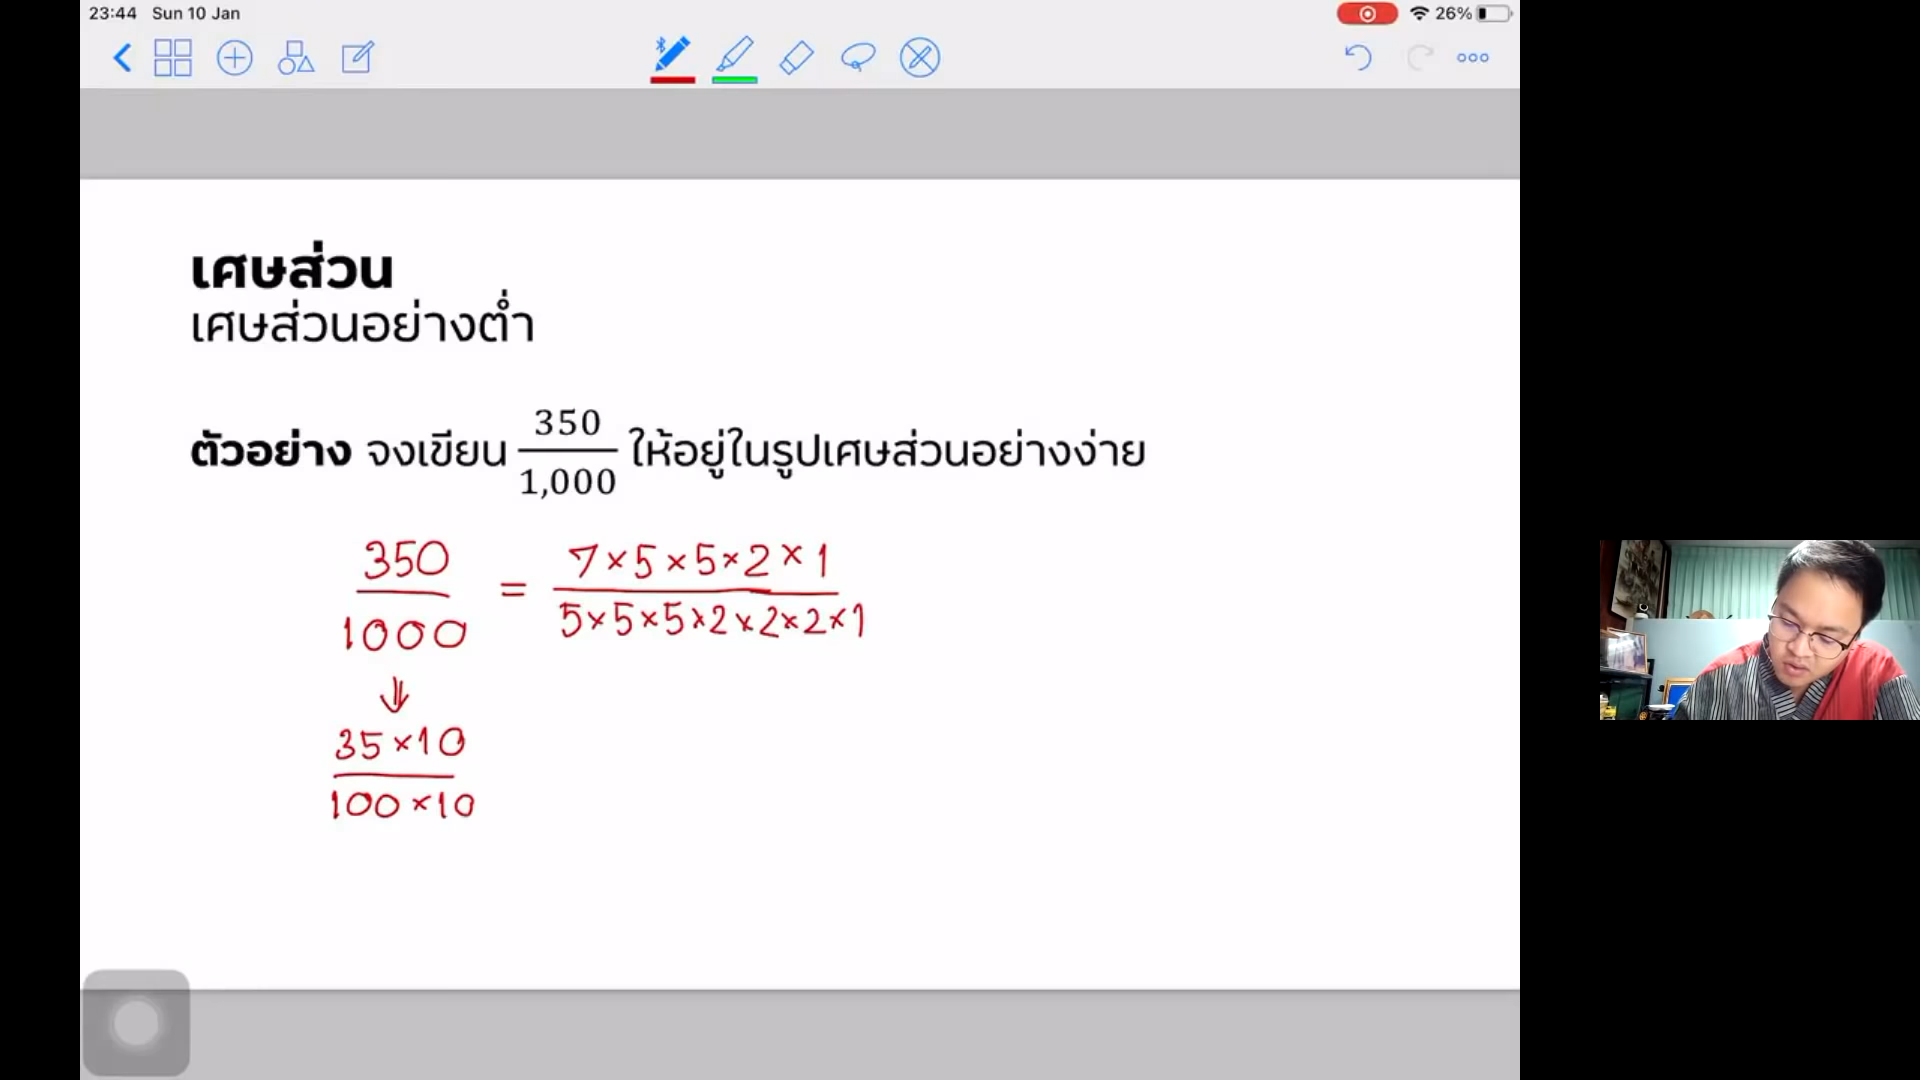 23:44 Sun 10 Jan
26%
เศษส่วน
เศษส่วนอย่างต่ำ
ตัวอย่าง จงเขียน 350/1,000 ให้อยู่ในรูปเศษส่วนอย่างง่าย
350/1000 = 7×5×5×2×1/5×5×5×2×2×2×1
⇓
35×10/100×10